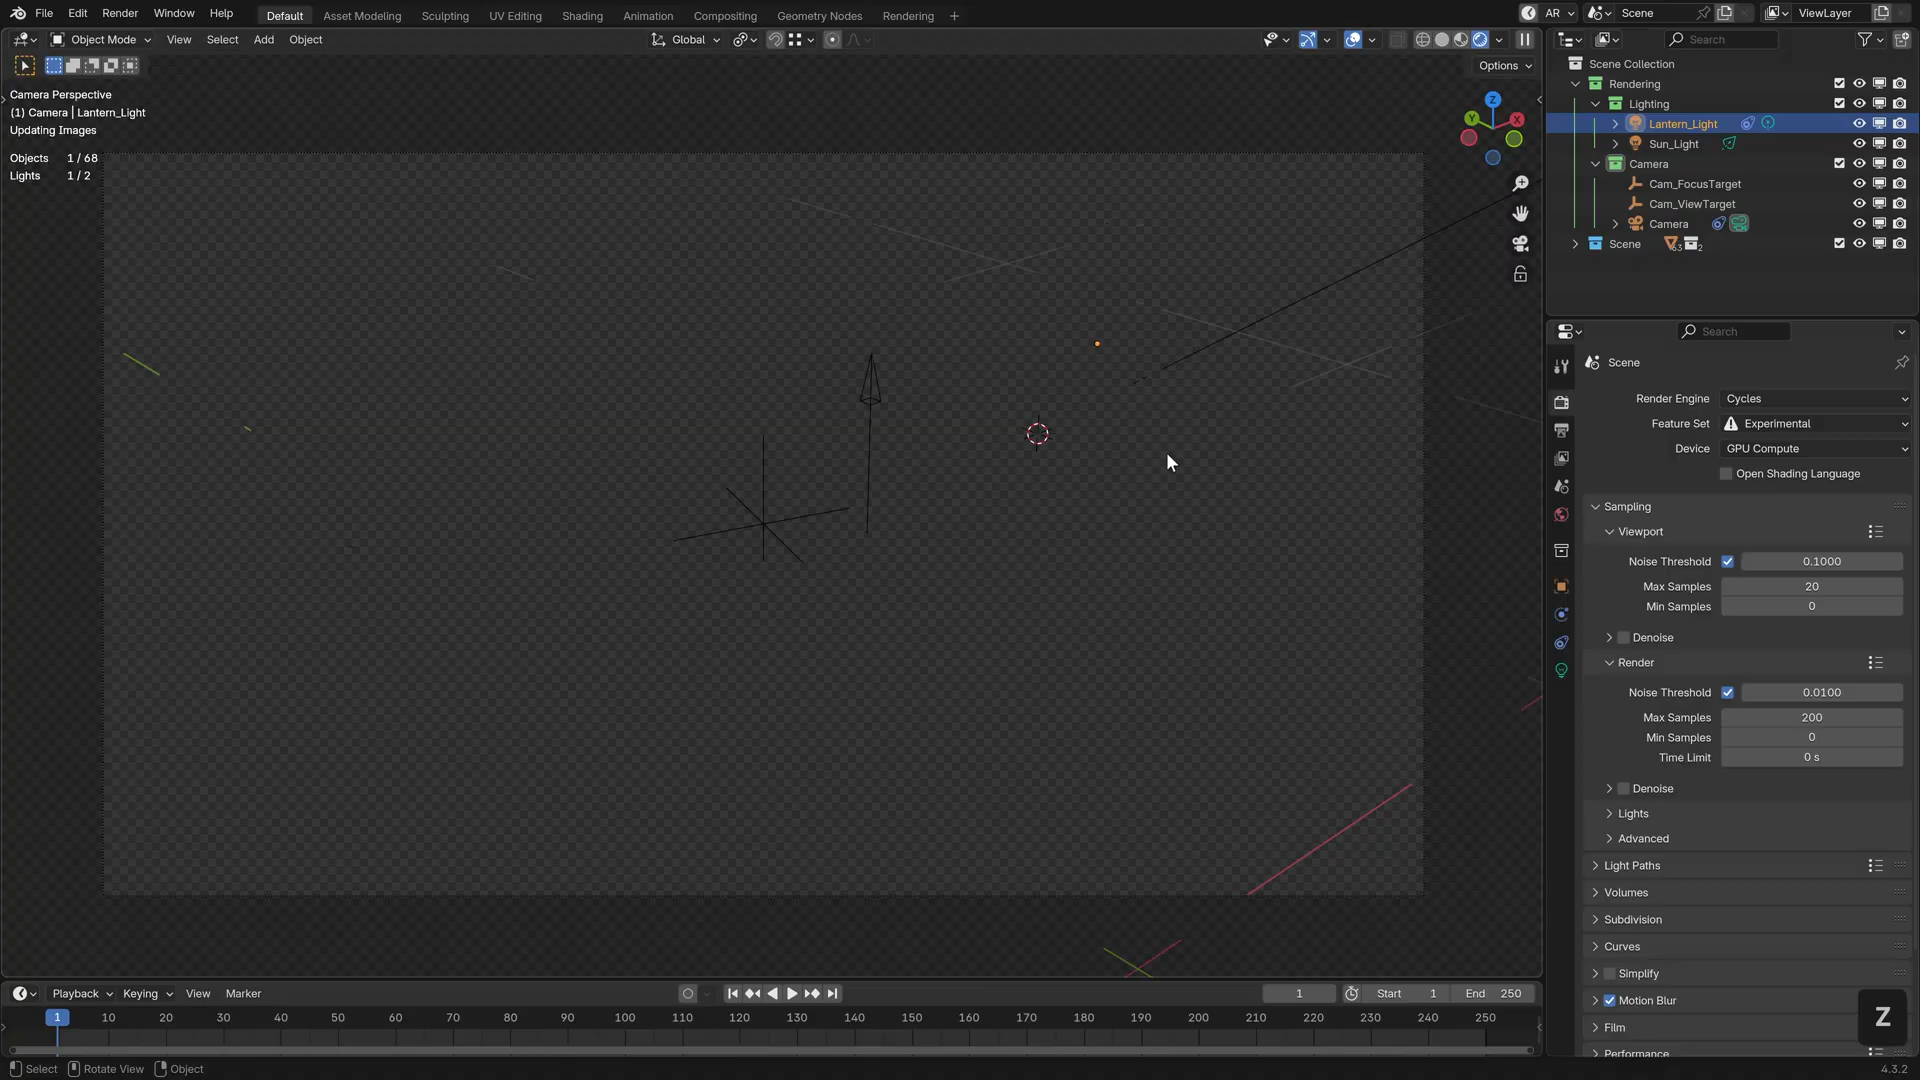 File Edit Render Window Help Default Asset Modeling Sculpting UV Editing Shading Animation Compositing Geometry Nodes Rendering + AR Scene ViewLayer
Object Mode View Select Add Object Global Search
Options
Camera Perspective
(1) Camera | Lantern_Light
Updating Images
Objects 1 / 68
Lights 1 / 2
Z
Y
X
Scene Collection
Rendering
Lighting
Lantern_Light
Sun_Light
Camera
Cam_FocusTarget
Cam_ViewTarget
Camera
Scene 2
Search
Scene
Render Engine Cycles
Feature Set Experimental
Device GPU Compute
Open Shading Language
Sampling
Viewport
Noise Threshold 0.1000
Max Samples 20
Min Samples 0
Denoise
Render
Noise Threshold 0.0100
Max Samples 200
Min Samples 0
Time Limit 0 s
Denoise
Lights
Advanced
Light Paths
Volumes
Subdivision
Curves
Simplify
Motion Blur
Film
Performance
Z
Playback Keying View Marker 1 Start 1 End 250
1 10 20 30 40 50 60 70 80 90 100 110 120 130 140 150 160 170 180 190 200 210 220 230 240 250
Select Rotate View Object 4.3.2